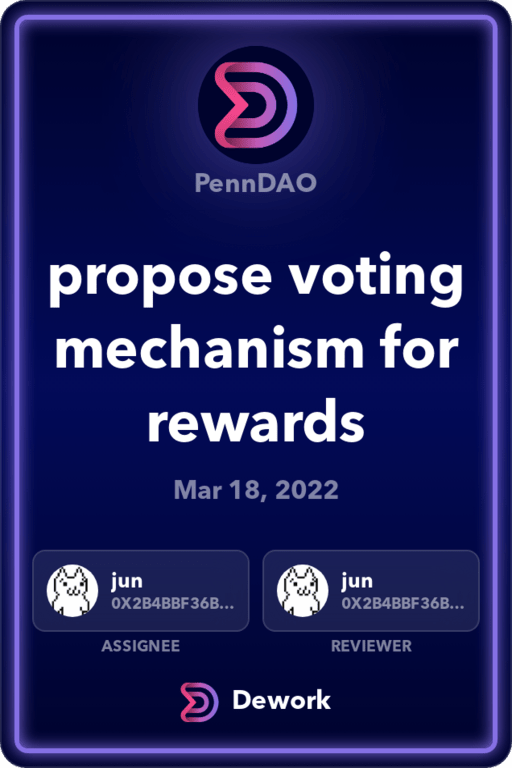 PennDAO
propose voting
mechanism for
rewards
Mar 18, 2022
jun
0X2B4BBF36B...
ASSIGNEE
jun
0X2B4BBF36B...
REVIEWER
Dework